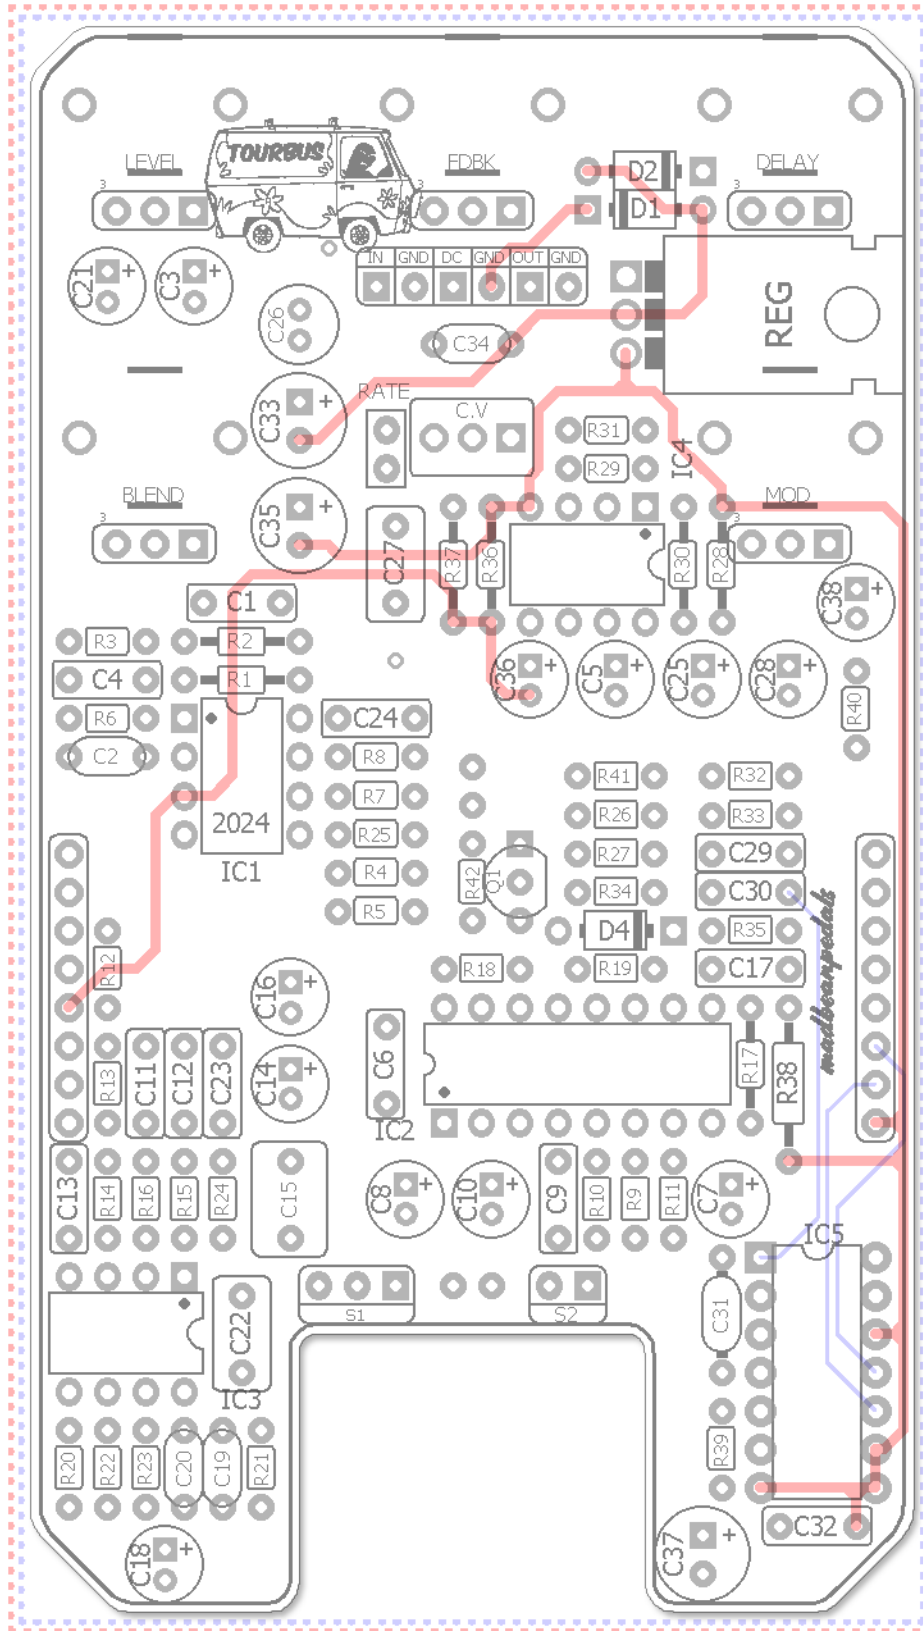 TOURBUS
LEVEL
FDBK
D2
DELAY
3
3
D1
3
IN GND DC GND OUT GND
C21
C3
C26
C34
REG
C33
RATE
C.V
R31
R29
IC4
BLEND
3
C35
C27
R37
R36
R30
R28
MOD
3
C38
C1
R3
R2
C4
R1
C36
C5
C25
C28
R40
R6
C24
C2
R8
R41
R32
R7
R26
R33
2024
R25
R27
C29
IC1
R4
R42
Q1
R34
C30
R5
D4
R35
madbeanpedals
R12
R18
R19
C17
C16
C6
R17
R38
R13
C11
C12
C23
C14
IC2
C13
R14
R16
R15
R24
C15
C8
C10
C9
R10
R9
R11
C7
IC5
S1
S2
C31
C22
IC3
R20
R22
R23
C20
C19
R21
R39
C32
C18
C37